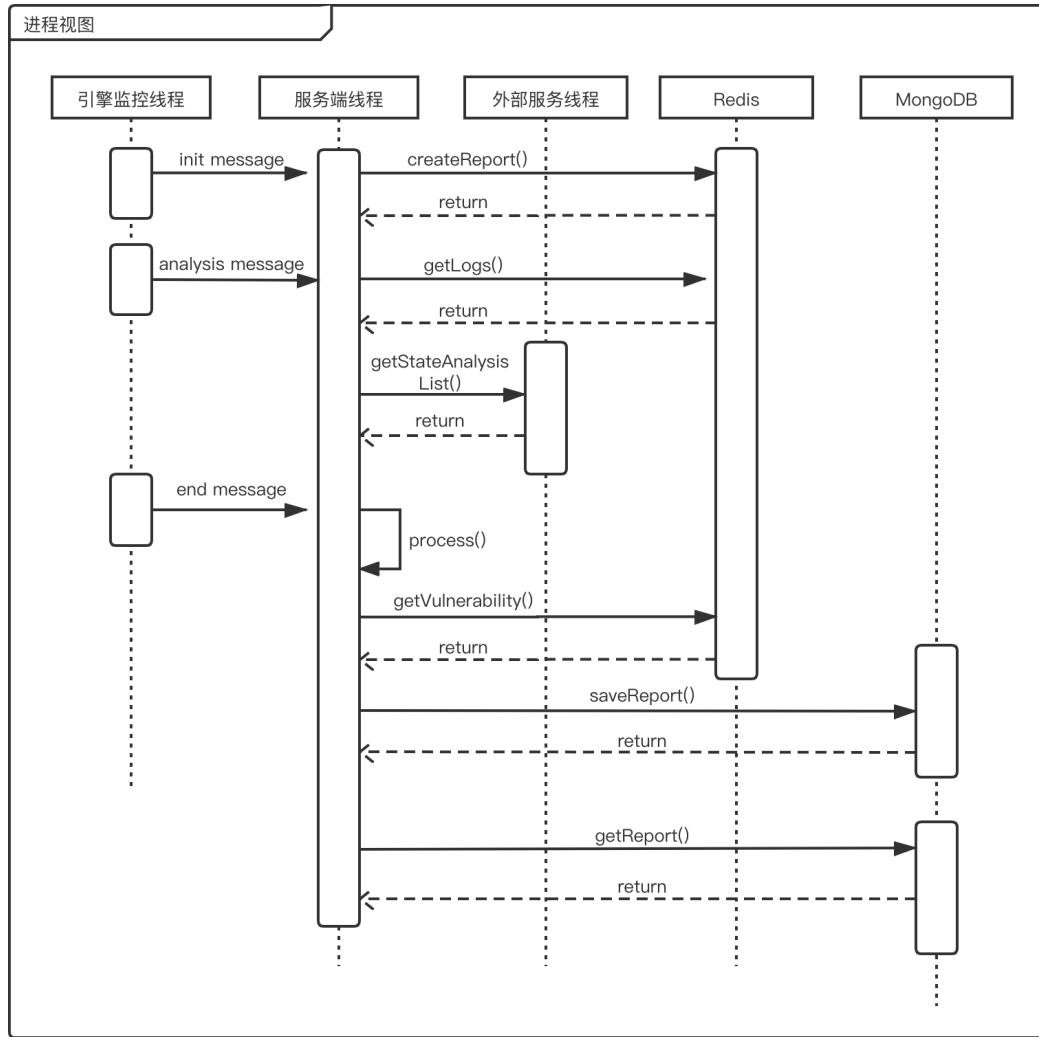 进程视图
引擎监控线程
服务端线程
外部服务线程
Redis
MongoDB
init message
createReport()
return
analysis message
getLogs()
return
getStateAnalysis
List()
return
end message
process()
getVulnerability()
return
saveReport()
return
getReport()
return